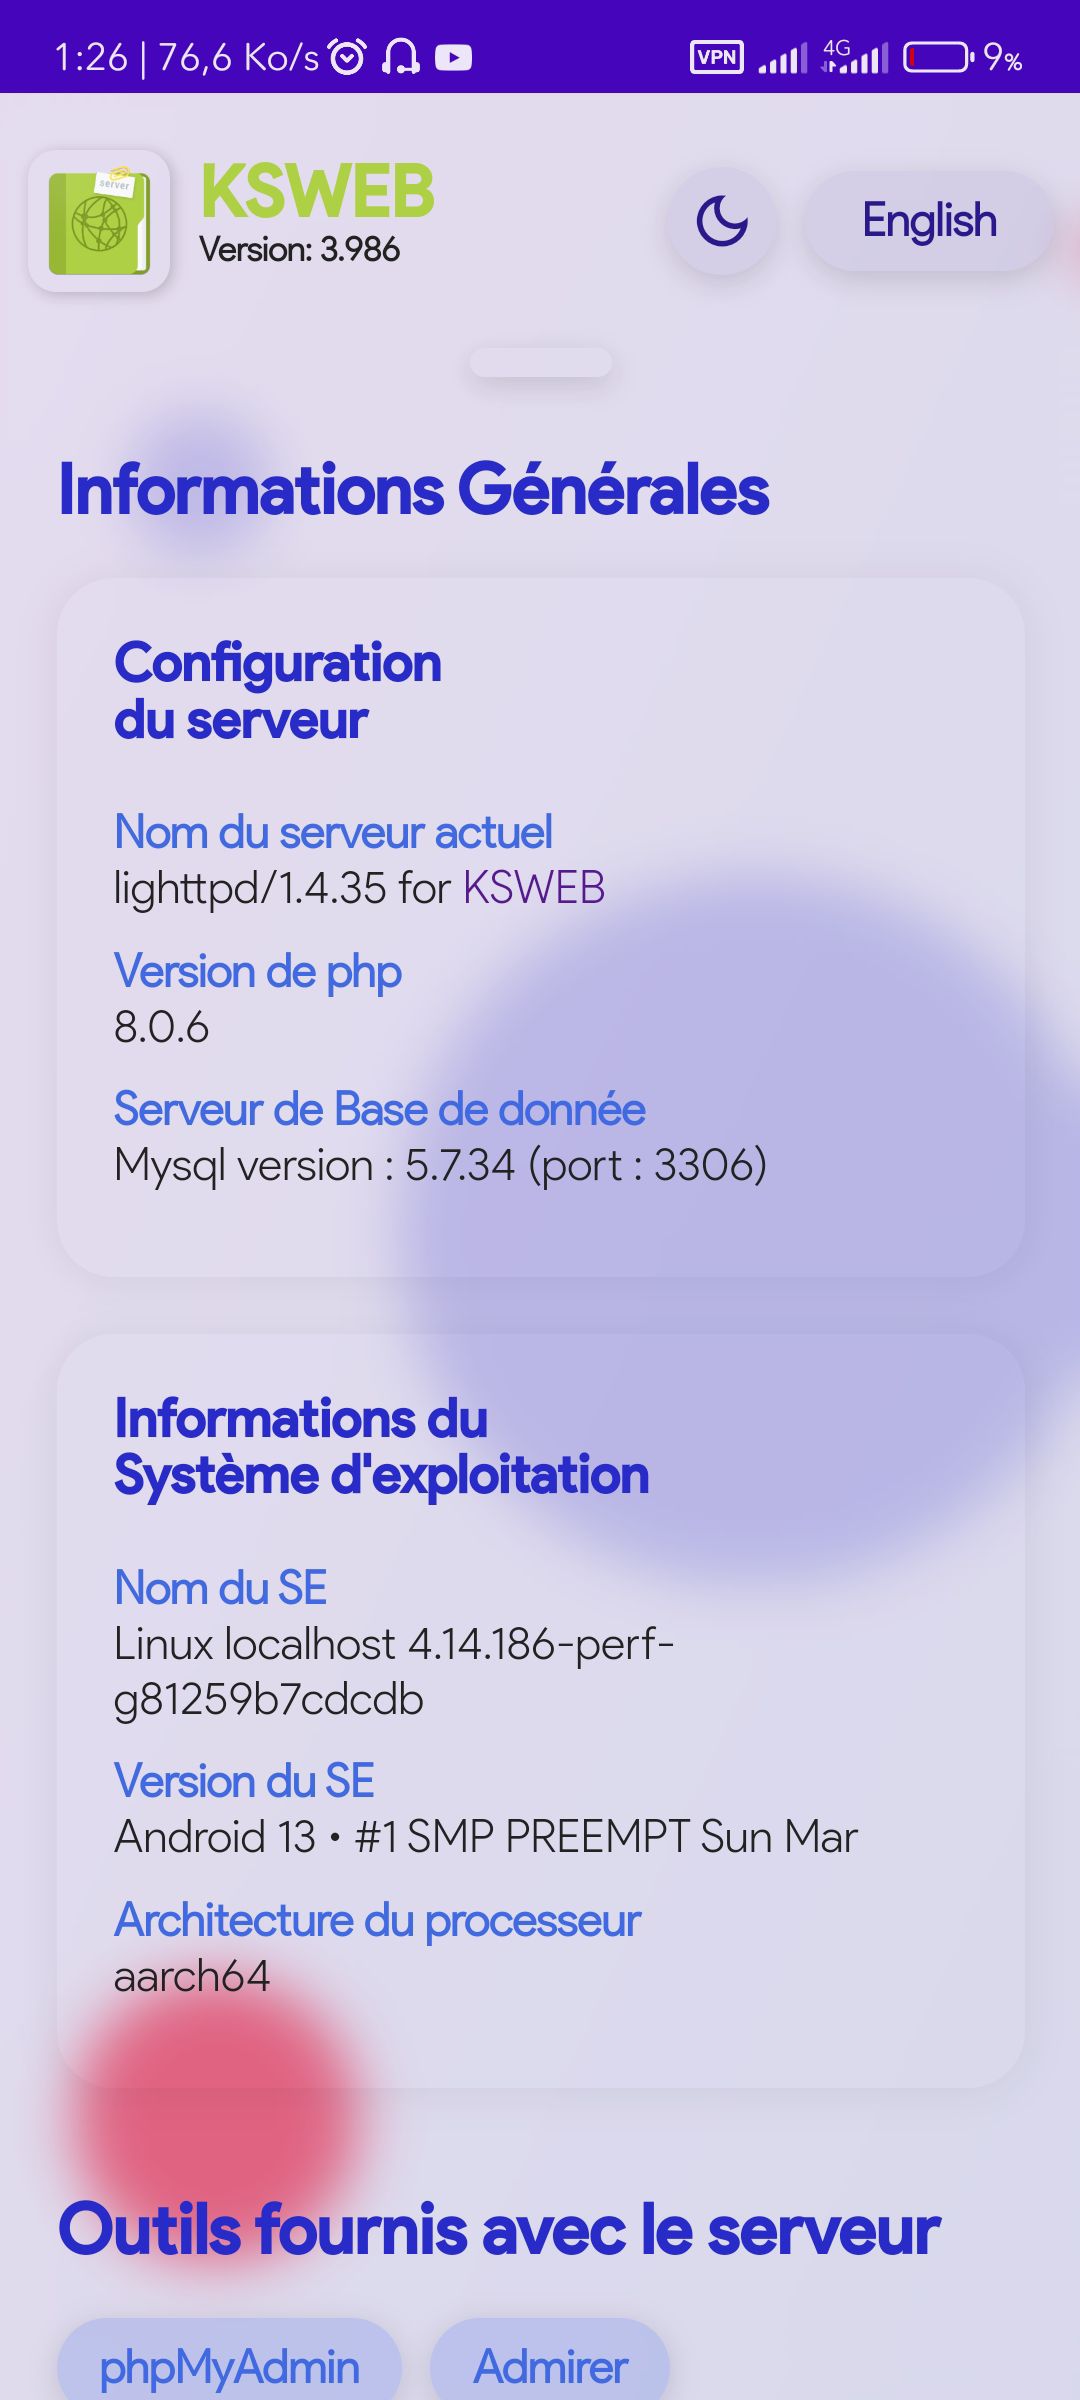 1:26 | 76,6 Ko/s VPN 4G 9%
server
KSWEB
Version: 3.986
English
Informations Générales
Configuration
du serveur
Nom du serveur actuel
lighttpd/1.4.35 for KSWEB
Version de php
8.0.6
Serveur de Base de donnée
Mysql version : 5.7.34 (port : 3306)
Informations du
Système d'exploitation
Nom du SE
Linux localhost 4.14.186-perf-
g81259b7cdcdb
Version du SE
Android 13 • #1 SMP PREEMPT Sun Mar
Architecture du processeur
aarch64
Outils fournis avec le serveur
phpMyAdmin Admirer